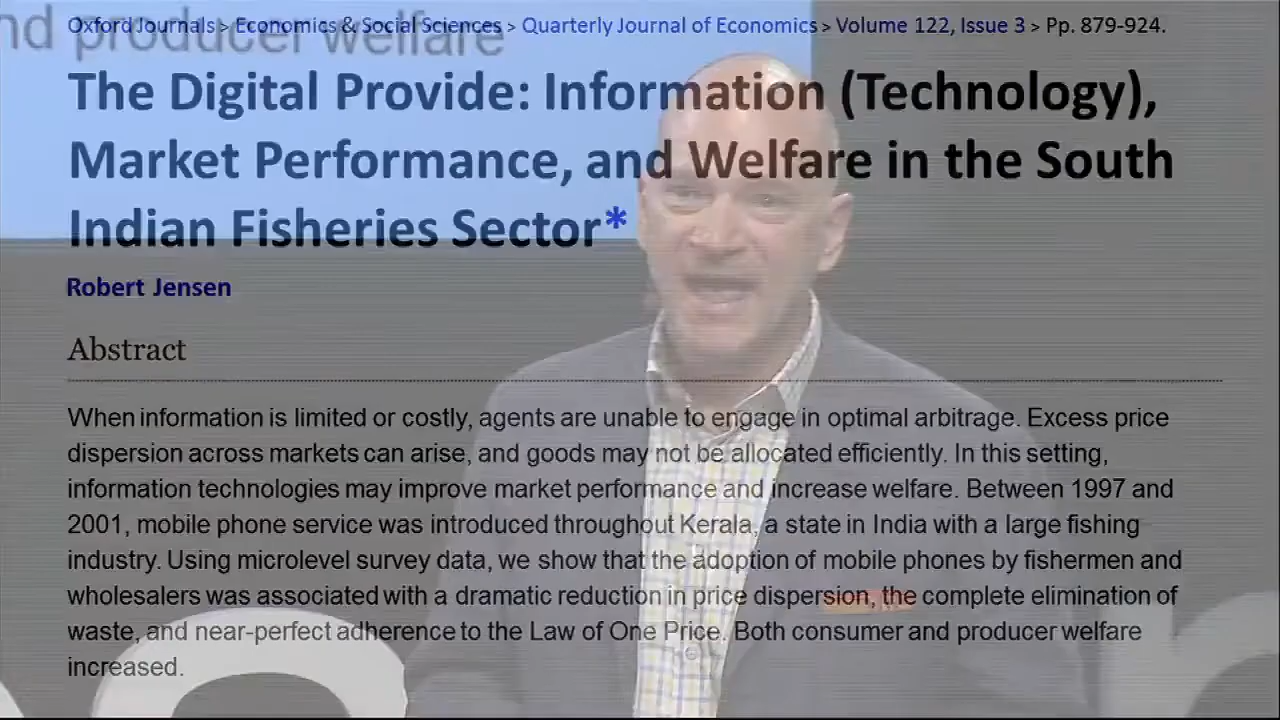 Oxford Journals > Economics & Social Sciences > Quarterly Journal of Economics > Volume 122, Issue 3 > Pp. 879-924.
nd producer welfare
The Digital Provide: Information (Technology),
Market Performance, and Welfare in the South
Indian Fisheries Sector*
Robert Jensen
Abstract
When information is limited or costly, agents are unable to engage in optimal arbitrage. Excess price
dispersion across markets can arise, and goods may not be allocated efficiently. In this setting,
information technologies may improve market performance and increase welfare. Between 1997 and
2001, mobile phone service was introduced throughout Kerala, a state in India with a large fishing
industry. Using microlevel survey data, we show that the adoption of mobile phones by fishermen and
wholesalers was associated with a dramatic reduction in price dispersion, the complete elimination of
waste, and near-perfect adherence to the Law of One Price. Both consumer and producer welfare
increased.